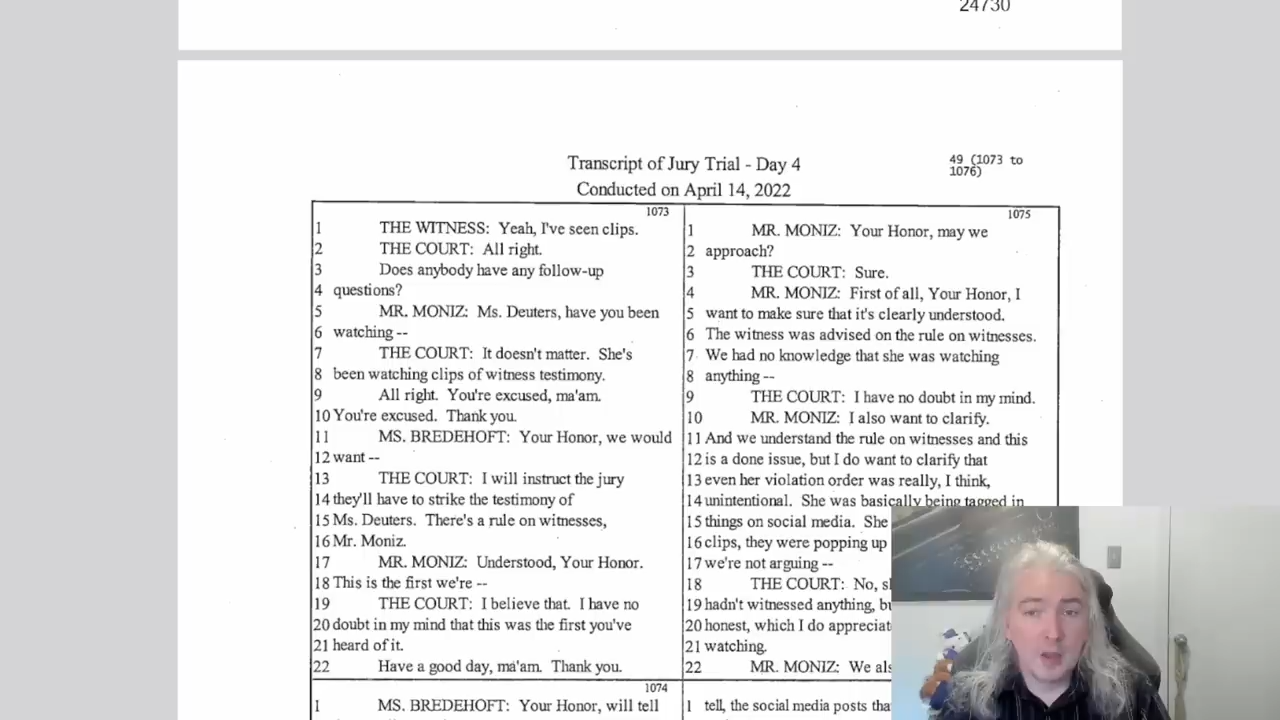 24730
Transcript of Jury Trial - Day 4
49 (1073 to
1076)
Conducted on April 14, 2022
1073
1 THE WITNESS: Yeah, I've seen clips.
2 THE COURT: All right.
3 Does anybody have any follow-up
4 questions?
5 MR. MONIZ: Ms. Deuters, have you been
6 watching --
7 THE COURT: It doesn't matter. She's
8 been watching clips of witness testimony.
9 All right. You're excused, ma'am.
10 You're excused. Thank you.
11 MS. BREDEHOFT: Your Honor, we would
12 want --
13 THE COURT: I will instruct the jury
14 they'll have to strike the testimony of
15 Ms. Deuters. There's a rule on witnesses,
16 Mr. Moniz.
17 MR. MONIZ: Understood, Your Honor.
18 This is the first we're --
19 THE COURT: I believe that. I have no
20 doubt in my mind that this was the first you've
21 heard of it.
22 Have a good day, ma'am. Thank you.
1074
1 MS. BREDEHOFT: Your Honor, will tell
1075
1 MR. MONIZ: Your Honor, may we
2 approach?
3 THE COURT: Sure.
4 MR. MONIZ: First of all, Your Honor, I
5 want to make sure that it's clearly understood.
6 The witness was advised on the rule on witnesses.
7 We had no knowledge that she was watching
8 anything --
9 THE COURT: I have no doubt in my mind.
10 MR. MONIZ: I also want to clarify.
11 And we understand the rule on witnesses and this
12 is a done issue, but I do want to clarify that
13 even her violation order was really, I think,
14 unintentional. She was basically being tagged in
15 things on social media. She
16 clips, they were popping up
17 we're not arguing --
18 THE COURT: No,
19 hadn't witnessed anything,
20 honest, which I do
21 watching.
22 MR. MONIZ: We
1 tell, the social media posts